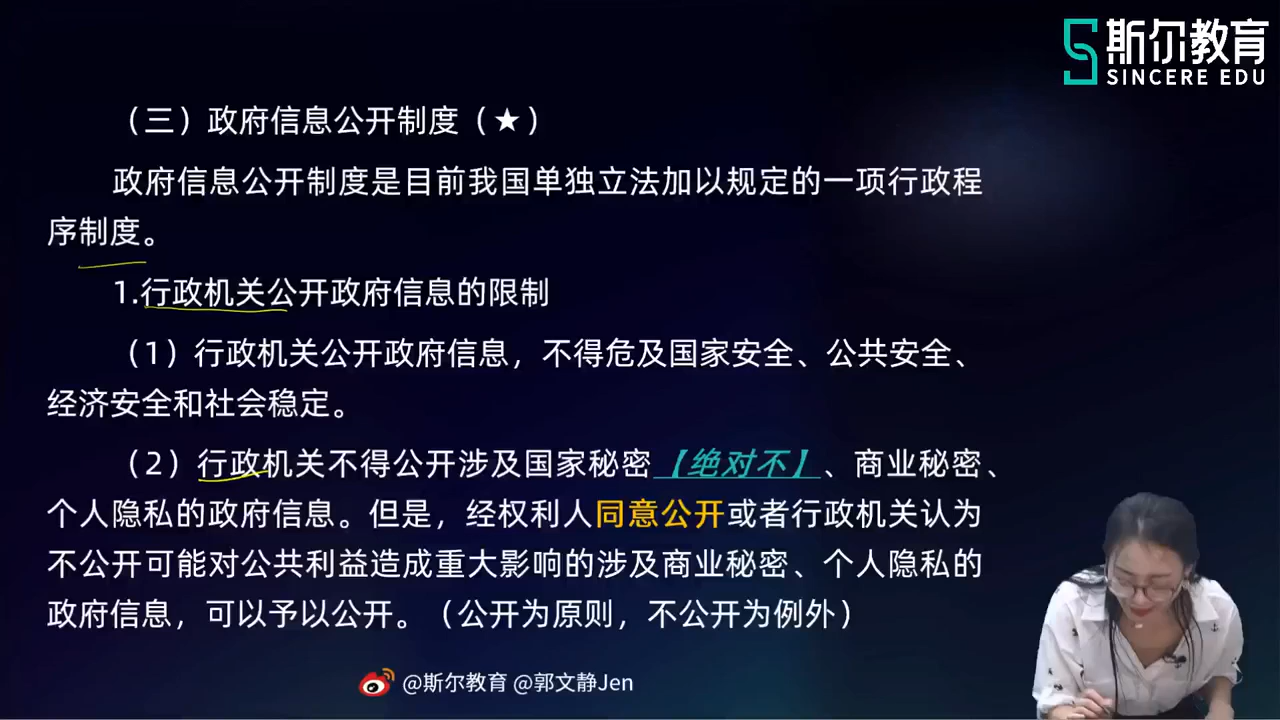 斯尔教育
SINCERE EDU
（三）政府信息公开制度（★）
政府信息公开制度是目前我国单独立法加以规定的一项行政程
序制度。
1.行政机关公开政府信息的限制
（1）行政机关公开政府信息，不得危及国家安全、公共安全、
经济安全和社会稳定。
（2）行政机关不得公开涉及国家秘密【绝对不】、商业秘密、
个人隐私的政府信息。但是，经权利人同意公开或者行政机关认为
不公开可能对公共利益造成重大影响的涉及商业秘密、个人隐私的
政府信息，可以予以公开。（公开为原则，不公开为例外）
@斯尔教育 @郭文静Jen